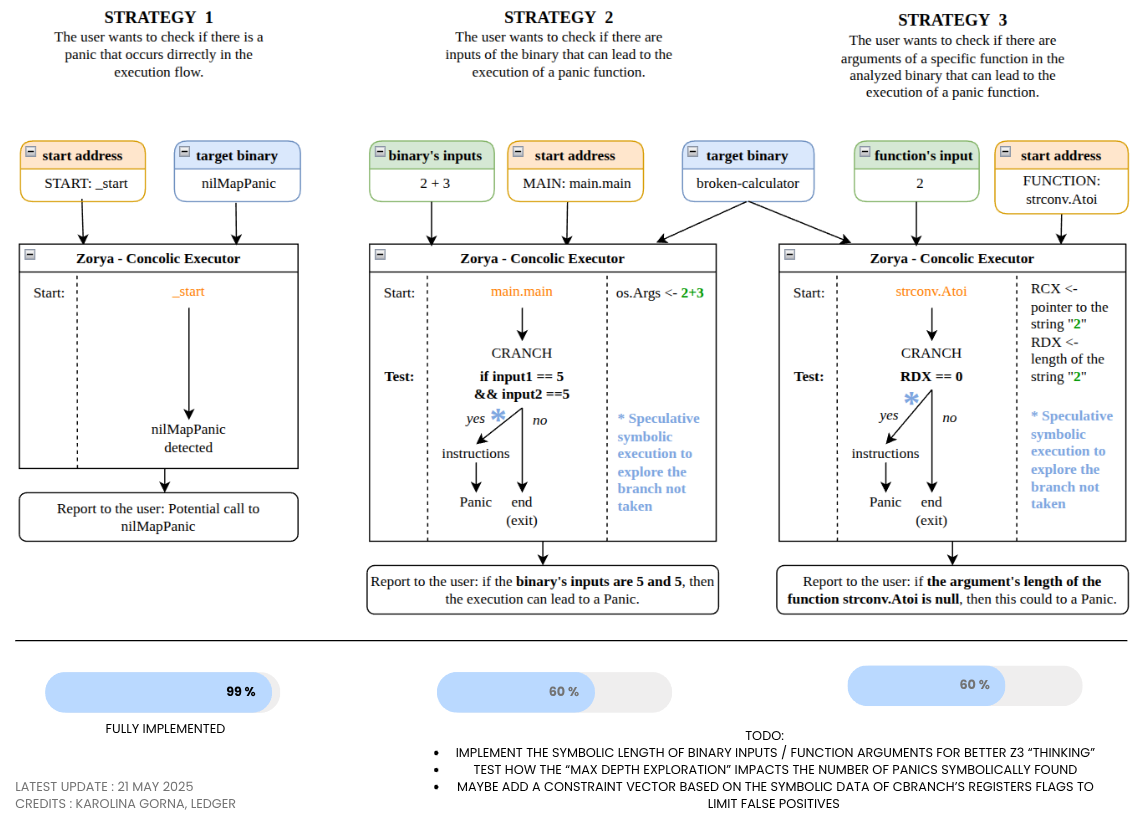 STRATEGY 1
The user wants to check if there is a
panic that occurs dirrectly in the
execution flow.
STRATEGY 2
The user wants to check if there are
inputs of the binary that can lead to the
execution of a panic function.
STRATEGY 3
The user wants to check if there are
arguments of a specific function in the
analyzed binary that can lead to the
execution of a panic function.
start address
START: _start
target binary
nilMapPanic
binary's inputs
2 + 3
start address
MAIN: main.main
target binary
broken-calculator
function's input
2
start address
FUNCTION:
strconv.Atoi
Zorya - Concolic Executor
Start:
_start
nilMapPanic
detected
Report to the user: Potential call to
nilMapPanic
Zorya - Concolic Executor
Start:
main.main
os.Args <- 2+3
CRANCH
Test:
if input1 == 5
&& input2 ==5
yes * no
instructions
Panic end
(exit)
* Speculative
symbolic
execution to
explore the
branch not
taken
Report to the user: if the binary's inputs are 5 and 5, then
the execution can lead to a Panic.
Zorya - Concolic Executor
Start:
strconv.Atoi
RCX <-
pointer to the
string "2"
RDX <-
length of the
string "2"
CRANCH
Test:
RDX == 0
*
yes no
instructions
Panic end
(exit)
* Speculative
symbolic
execution to
explore the
branch not
taken
Report to the user: if the argument's length of the
function strconv.Atoi is null, then this could to a Panic.
99 %
FULLY IMPLEMENTED
60 %
60 %
TODO:
• IMPLEMENT THE SYMBOLIC LENGTH OF BINARY INPUTS / FUNCTION ARGUMENTS FOR BETTER Z3 “THINKING”
• TEST HOW THE “MAX DEPTH EXPLORATION” IMPACTS THE NUMBER OF PANICS SYMBOLICALLY FOUND
• MAYBE ADD A CONSTRAINT VECTOR BASED ON THE SYMBOLIC DATA OF CBRANCH’S REGISTERS FLAGS TO
LIMIT FALSE POSITIVES
LATEST UPDATE : 21 MAY 2025
CREDITS : KAROLINA GORNA, LEDGER